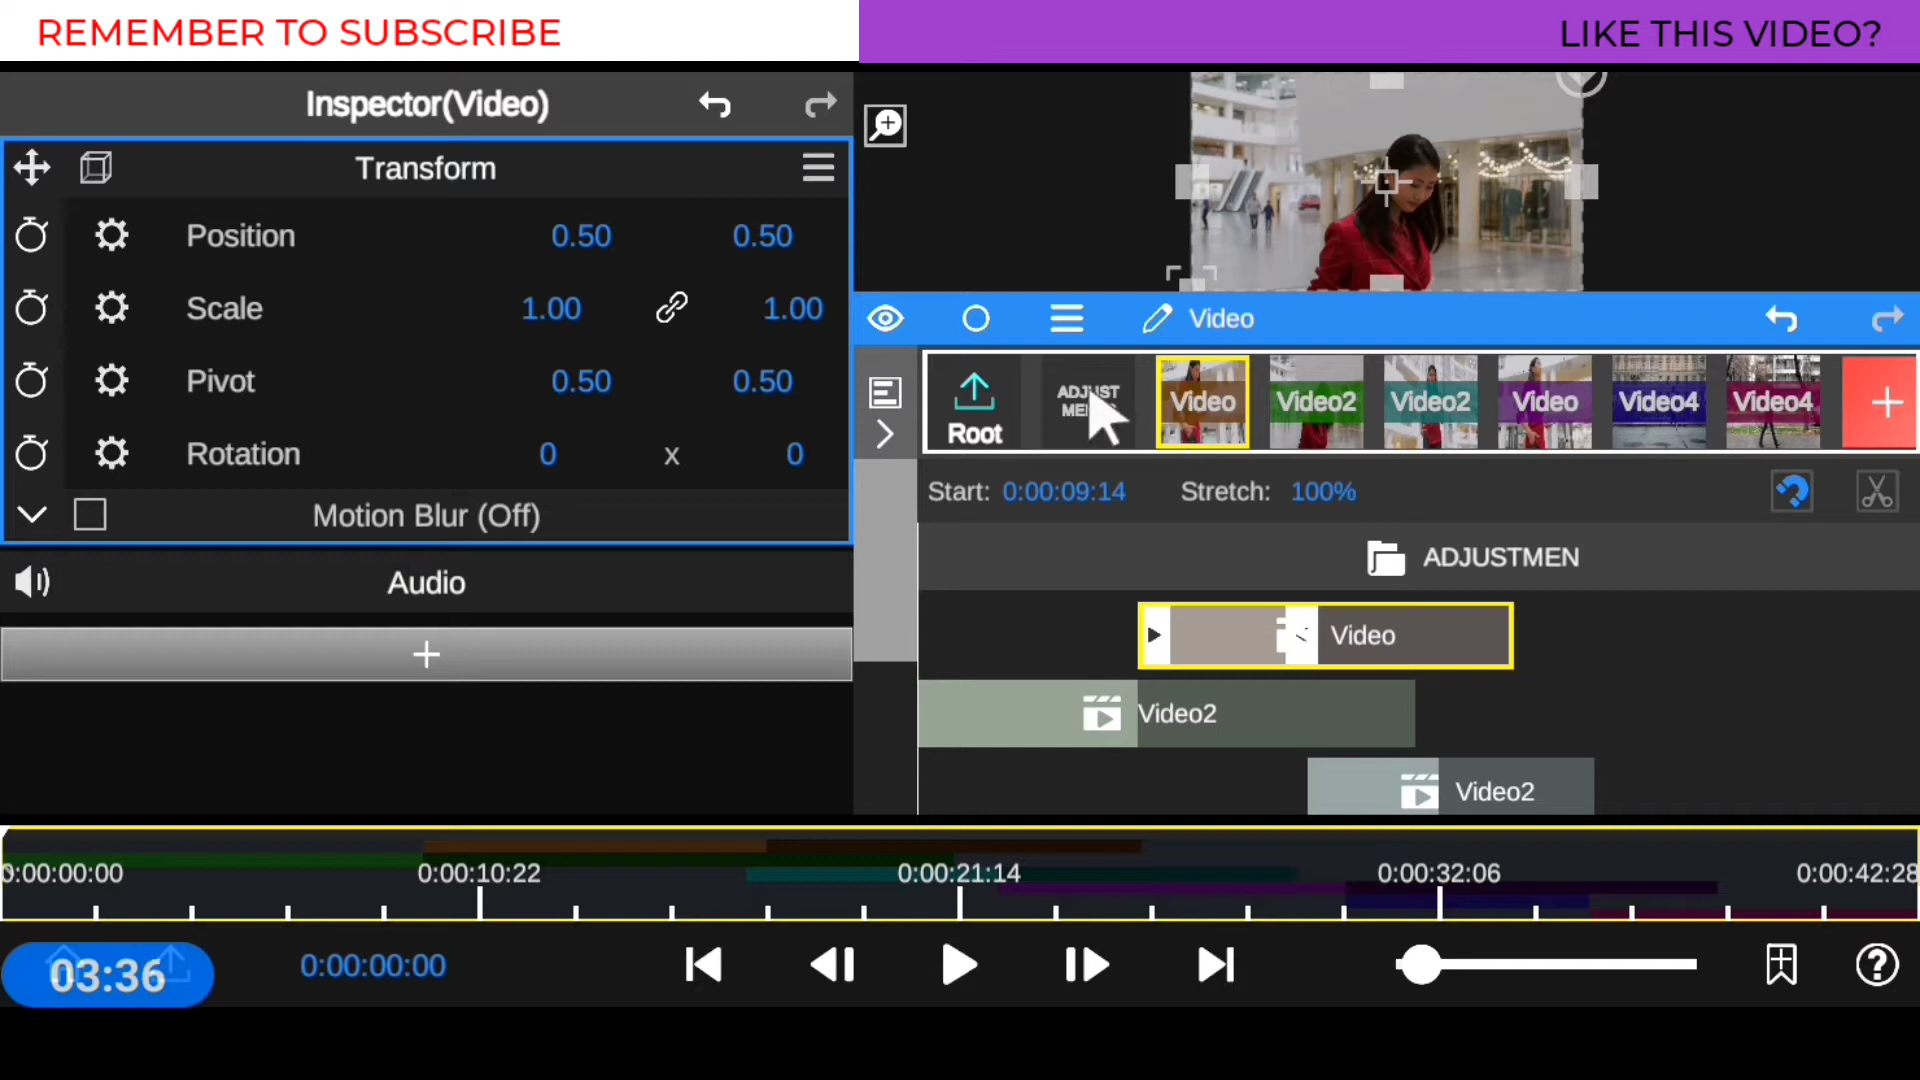 REMEMBER TO SUBSCRIBE
LIKE THIS VIDEO?
Inspector(Video)
Transform
Position 0.50 0.50
Scale 1.00 1.00
Pivot 0.50 0.50
Rotation 0 x 0
Motion Blur (Off)
Audio
Video
Root
Video Video2 Video2 Video Video4 Video4
Start: 0:00:09:14 Stretch: 100%
ADJUSTMEN
Video
Video2
Video2
0:00:00:00 0:00:10:22 0:00:21:14 0:00:32:06 0:00:42:28
03:36
0:00:00:00